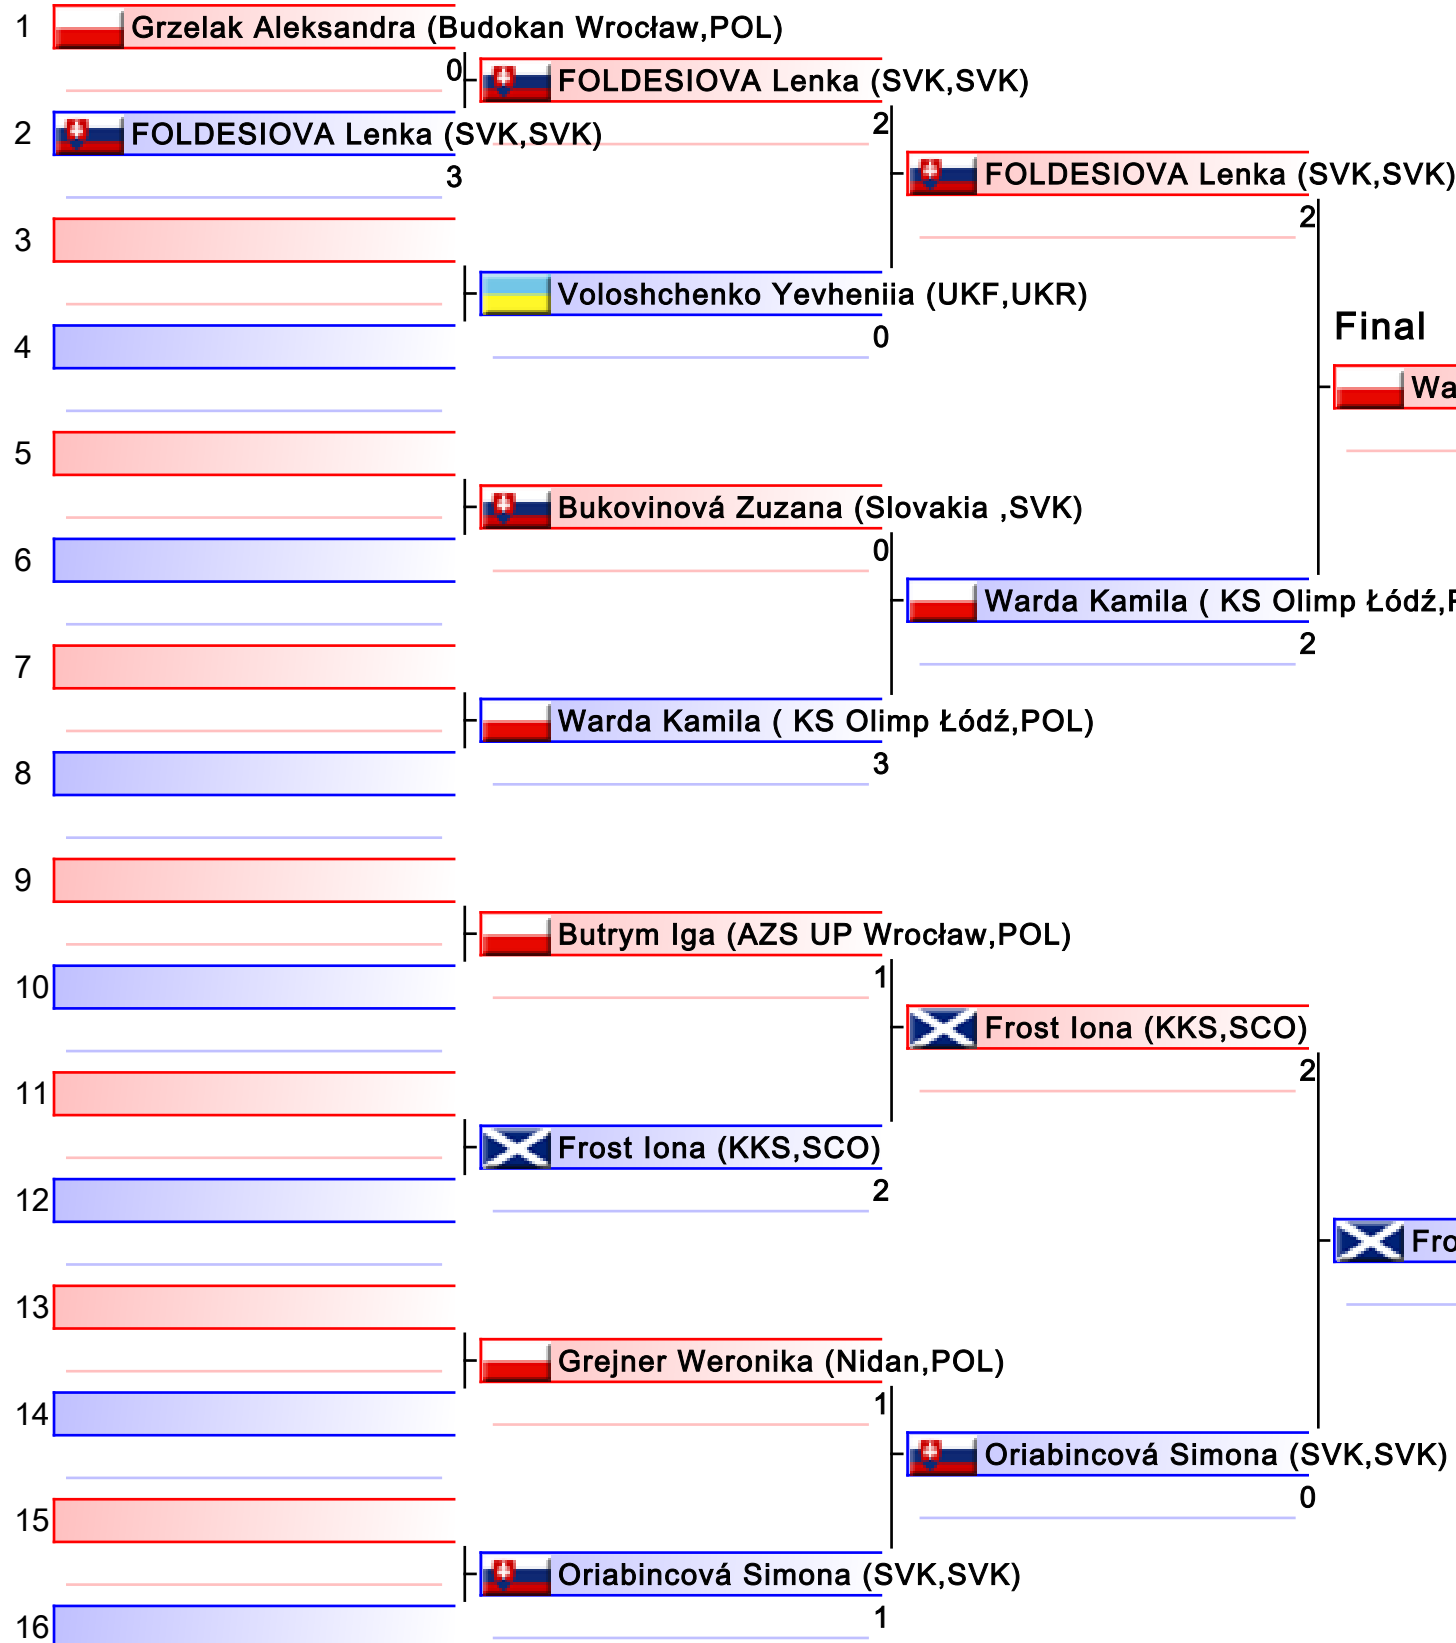 1 Grzelak Aleksandra (Budokan Wrocław,POL)
0 FOLDESIOVA Lenka (SVK,SVK)
2
2 FOLDESIOVA Lenka (SVK,SVK)
3 FOLDESIOVA Lenka (SVK,SVK)
2
3
Voloshchenko Yevheniia (UKF,UKR)
0
4
Final
Wa
5
Bukovinová Zuzana (Slovakia ,SVK)
0
6
Warda Kamila ( KS Olimp Łódź,P
2
7
Warda Kamila ( KS Olimp Łódź,POL)
3
8
9
Butrym Iga (AZS UP Wrocław,POL)
1
10
Frost Iona (KKS,SCO)
2
11
Frost Iona (KKS,SCO)
2
12
Fro
13
Grejner Weronika (Nidan,POL)
1
14
Oriabincová Simona (SVK,SVK)
0
15
Oriabincová Simona (SVK,SVK)
1
16